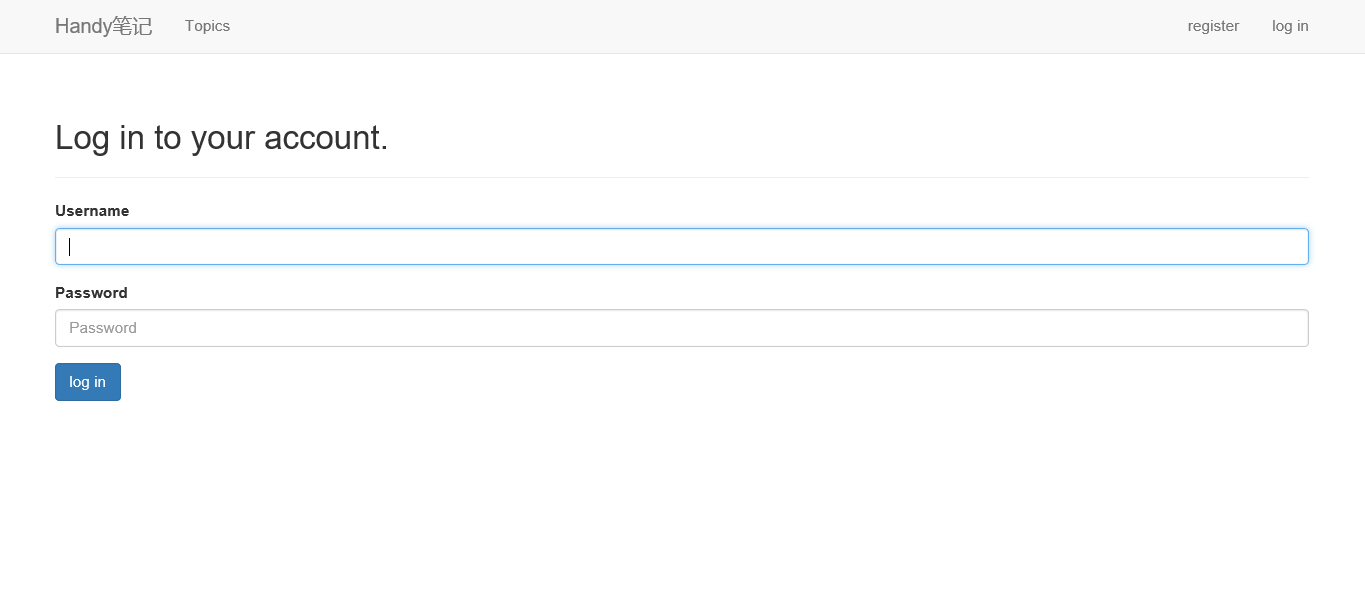 Handy笔记 Topics register log in
Log in to your account.
Username
Password
Password
log in